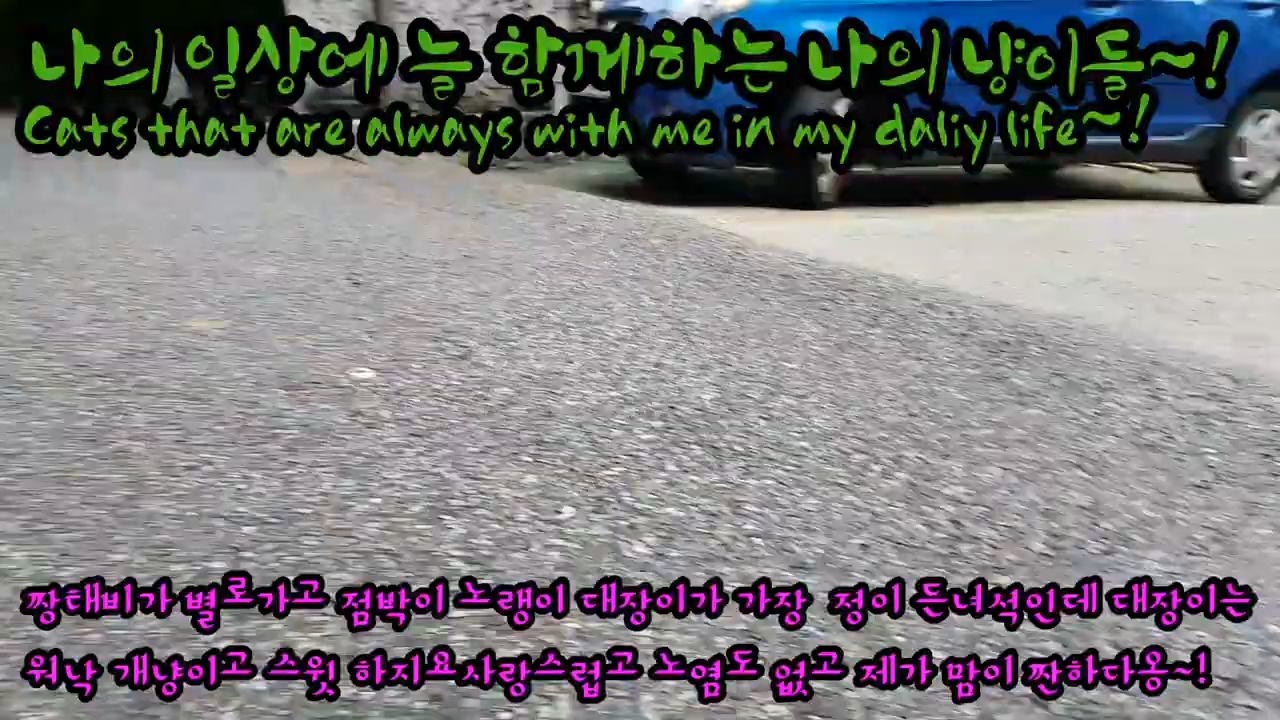 나의 일상에 늘 함께하는 나의 냥이들~!
Cats that are always with me in my daliy life~!
짱태비가 별로가고 점박이 노랭이 대장이가 가장 정이 든녀석인데 대장이는
워낙 개냥이고 스윗 하지요사랑스럽고 노염도 없고 제가 맘이 짠하다옹~!